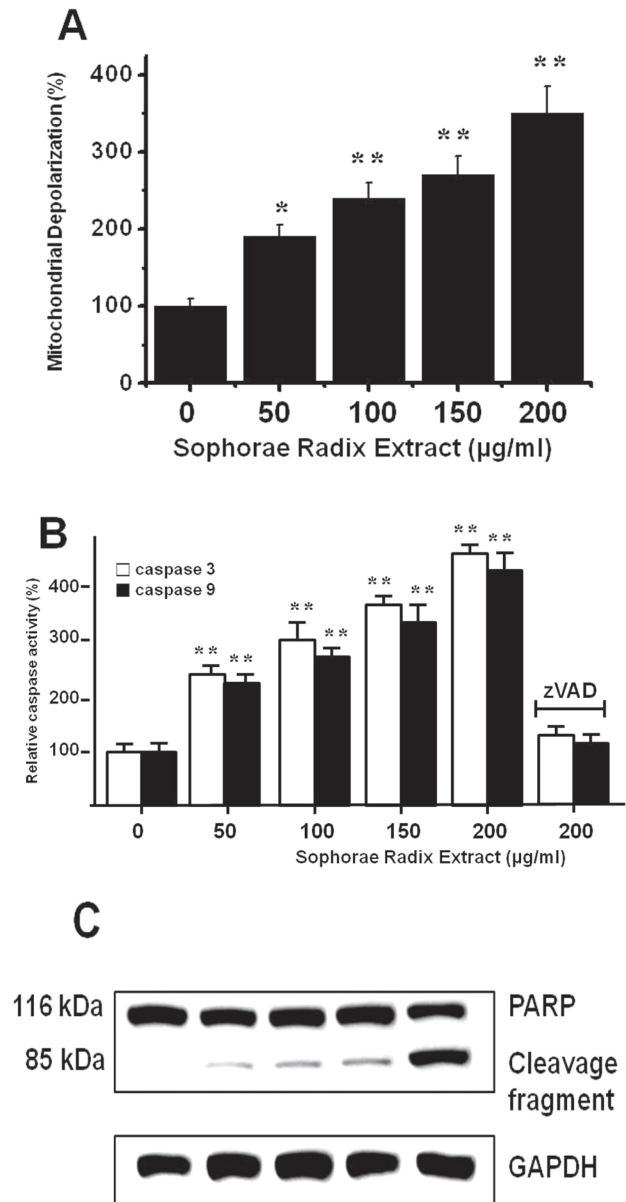 A
Mitochondrial Depolarization (%)
400
300
200
100
0
*
**
**
**
0 50 100 150 200
Sophorae Radix Extract (µg/ml)
B
Relative caspase activity (%)
400
300
200
100
caspase 3
caspase 9
** **
** **
** **
** **
zVAD
0 50 100 150 200 200
Sophorae Radix Extract (µg/ml)
C
116 kDa PARP
85 kDa Cleavage
fragment
GAPDH